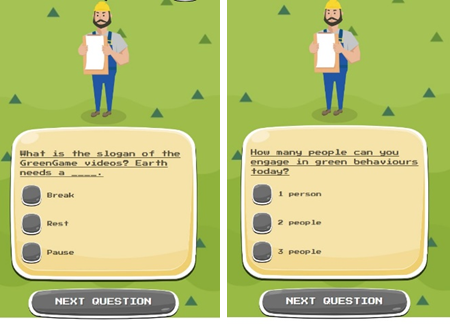 What is the slogan of the
GreenGame videos? Earth
needs a ____.
Break
Rest
Pause
NEXT QUESTION
How many people can you
engage in green behaviours
today?
1 person
2 people
3 people
NEXT QUESTION